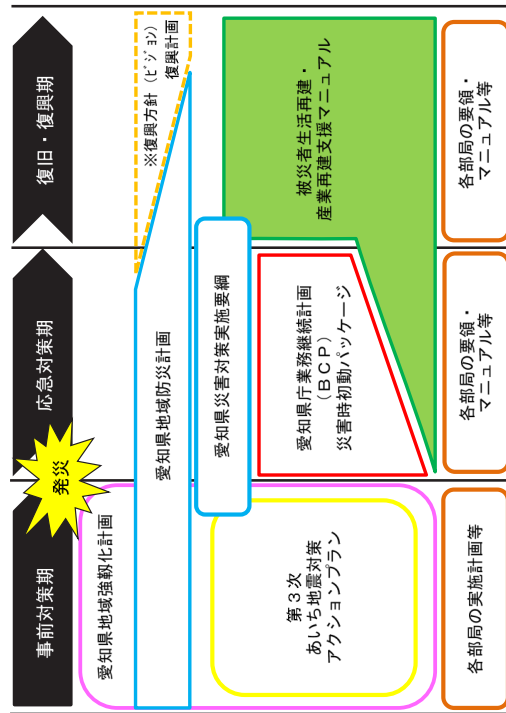 事前対策期
発災
応急対策期
復旧・復興期
愛知県地域強靱化計画
愛知県地域防災計画
※復興方針（ビジョン）
復興計画
愛知県災害対策実施要綱
第３次
あいち地震対策
アクションプラン
愛知県庁業務継続計画
（ＢＣＰ）
災害時初動パッケージ
被災者生活再建・
産業再建支援マニュアル
各部局の実施計画等
各部局の要領・
マニュアル等
各部局の要領・
マニュアル等